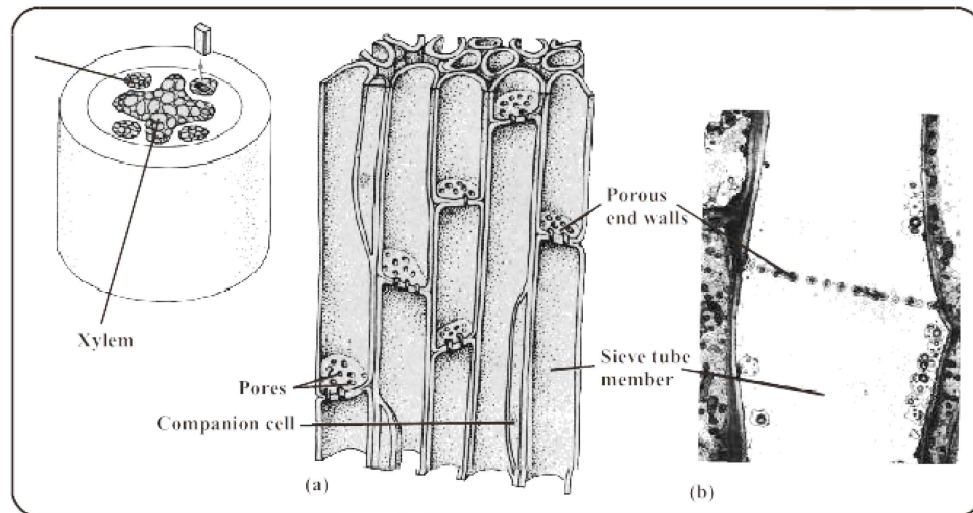 Porous
end walls
Xylem
Sieve tube
member
Pores
Companion cell
(a)
(b)